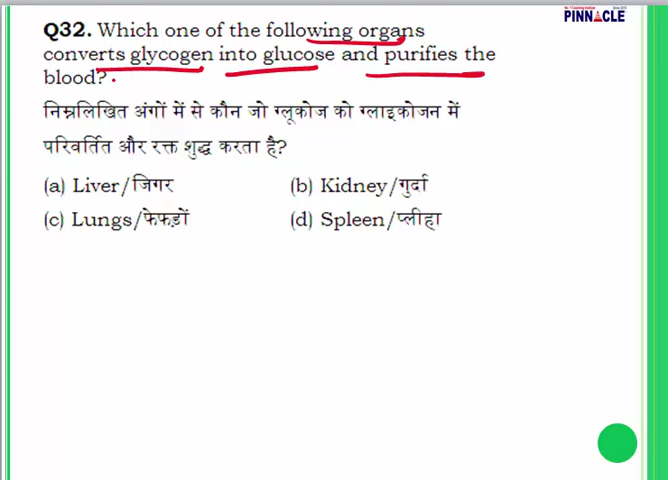 PINNACLE
Q32. Which one of the following organs
converts glycogen into glucose and purifies the
blood?
निम्नलिखित अंगों में से कौन जो ग्लूकोज को ग्लाइकोजन में
परिवर्तित और रक्त शुद्ध करता है?
(a) Liver/जिगर (b) Kidney/गुर्दा
(c) Lungs/फेफड़ों (d) Spleen/प्लीहा